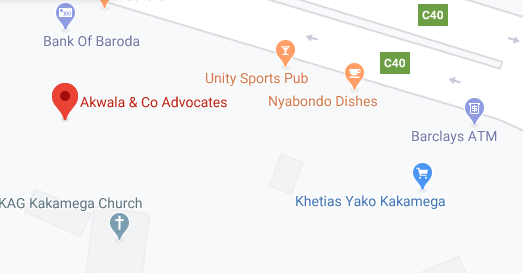 C40
Bank Of Baroda
C40
Unity Sports Pub
Nyabondo Dishes
Akwala & Co Advocates
Barclays ATM
Khetias Yako Kakamega
KAG Kakamega Church